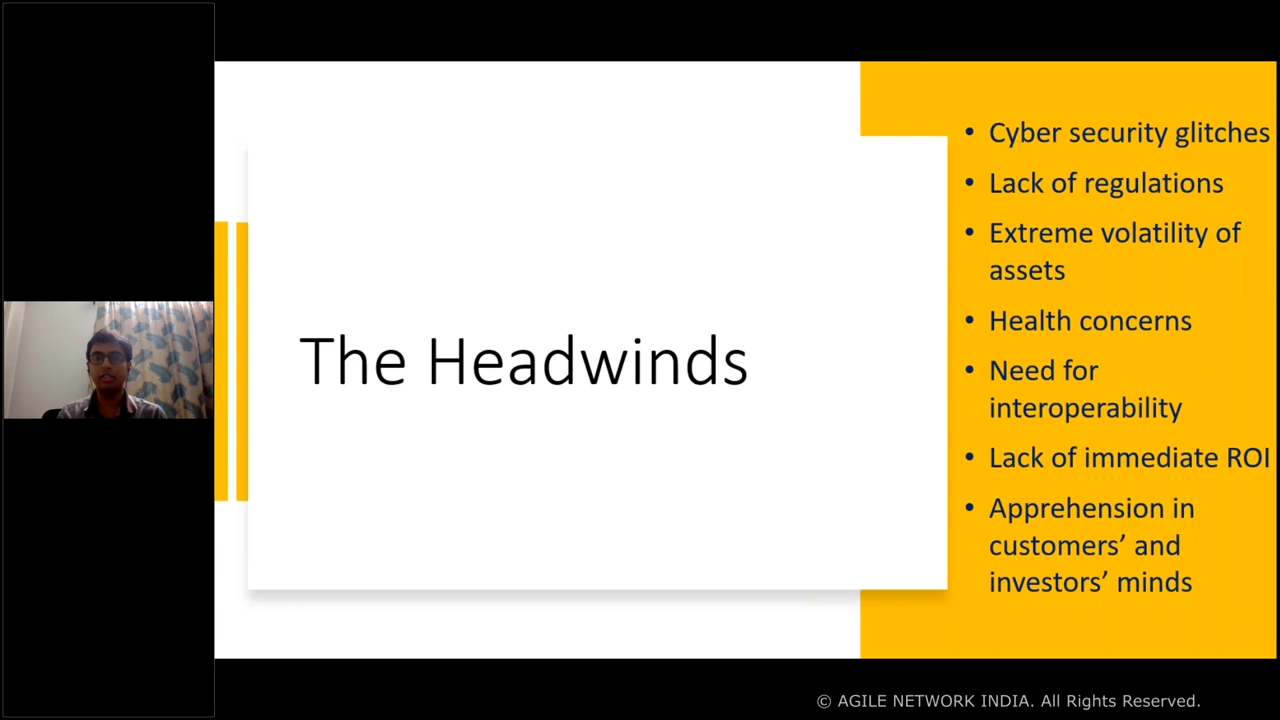 The Headwinds
• Cyber security glitches
• Lack of regulations
• Extreme volatility of
assets
• Health concerns
• Need for
interoperability
• Lack of immediate ROI
• Apprehension in
customers’ and
investors’ minds
© AGILE NETWORK INDIA. All Rights Reserved.